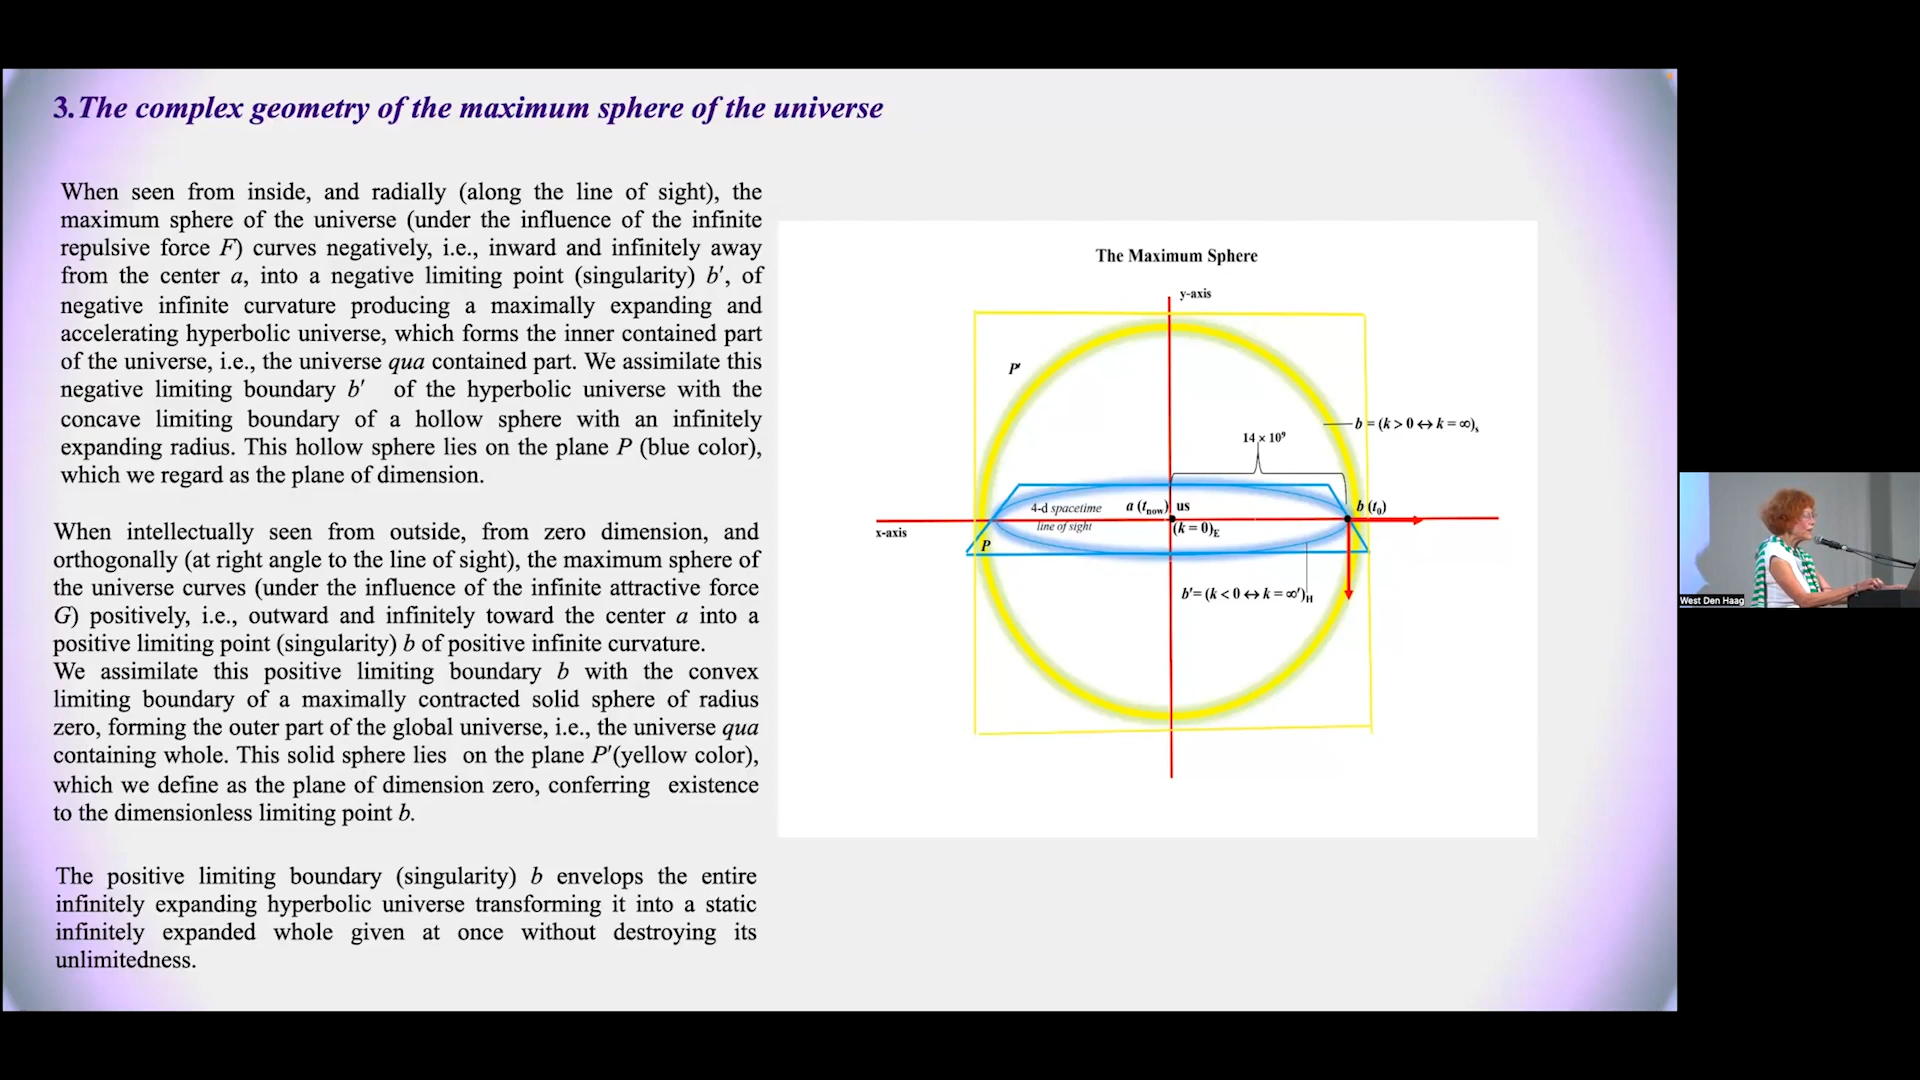 3. The complex geometry of the maximum sphere of the universe
When seen from inside, and radially (along the line of sight), the
maximum sphere of the universe (under the influence of the infinite
repulsive force F) curves negatively, i.e., inward and infinitely away
from the center a, into a negative limiting point (singularity) b′, of
negative infinite curvature producing a maximally expanding and
accelerating hyperbolic universe, which forms the inner contained part
of the universe, i.e., the universe qua contained part. We assimilate this
negative limiting boundary b′ of the hyperbolic universe with the
concave limiting boundary of a hollow sphere with an infinitely
expanding radius. This hollow sphere lies on the plane P (blue color),
which we regard as the plane of dimension.
When intellectually seen from outside, from zero dimension, and
orthogonally (at right angle to the line of sight), the maximum sphere of
the universe curves (under the influence of the infinite attractive force
G) positively, i.e., outward and infinitely toward the center a into a
positive limiting point (singularity) b of positive infinite curvature.
We assimilate this positive limiting boundary b with the convex
limiting boundary of a maximally contracted solid sphere of radius
zero, forming the outer part of the global universe, i.e., the universe qua
containing whole. This solid sphere lies on the plane P′(yellow color),
which we define as the plane of dimension zero, conferring existence
to the dimensionless limiting point b.
The positive limiting boundary (singularity) b envelops the entire
infinitely expanding hyperbolic universe transforming it into a static
infinitely expanded whole given at once without destroying its
unlimitedness.
The Maximum Sphere
y-axis
P′
b = (k > 0 ↔ k = ∞)s
14 × 10⁹
4-d spacetime
a (tnow) us
b (t0)
line of sight
(k = 0)E
x-axis
P
b′= (k < 0 ↔ k = ∞′)H
West Den Haag